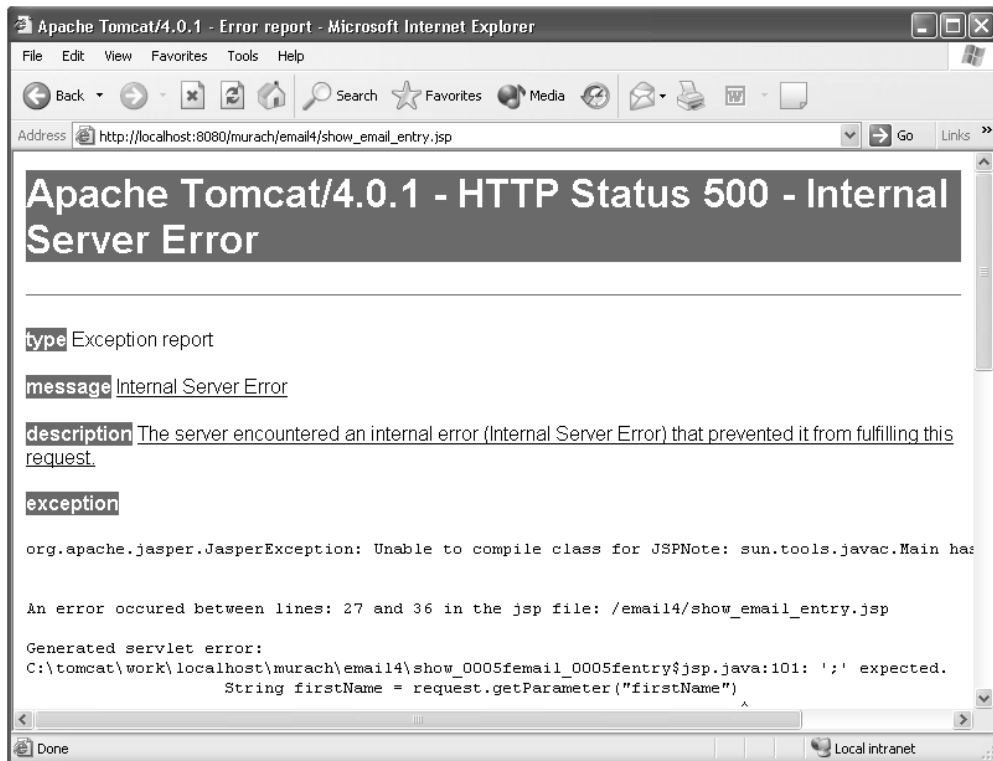 Apache Tomcat/4.0.1 - Error report - Microsoft Internet Explorer
File Edit View Favorites Tools Help
Back Search Favorites Media
Address http://localhost:8080/murach/email4/show_email_entry.jsp Go Links »
Apache Tomcat/4.0.1 - HTTP Status 500 - Internal
Server Error
type Exception report
message Internal Server Error
description The server encountered an internal error (Internal Server Error) that prevented it from fulfilling this
request.
exception
org.apache.jasper.JasperException: Unable to compile class for JSPNote: sun.tools.javac.Main has
An error occured between lines: 27 and 36 in the jsp file: /email4/show_email_entry.jsp
Generated servlet error:
C:\tomcat\work\localhost\murach\email4\show_0005femail_0005fentry$jsp.java:101: ';' expected.
String firstName = request.getParameter("firstName")
^
Done Local intranet